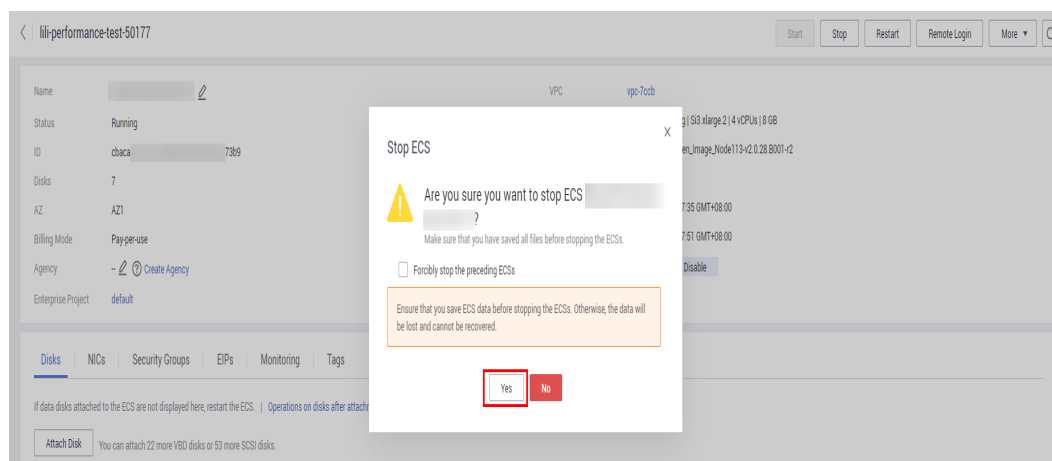 lili-performance-test-50177
Start Stop Restart Remote Login More
Name VPC vpc-7ccb
Status Running g | Si3.xlarge.2 | 4 vCPUs | 8 GB
ID cbaca 73b9 en_Image_Node113-v2.0.28.B001-r2
Disks 7
AZ AZ1 7:35 GMT+08:00
Billing Mode Pay-per-use 7:51 GMT+08:00
Agency – Create Agency Disable
Enterprise Project default
Stop ECS X
Are you sure you want to stop ECS
?
Make sure that you have saved all files before stopping the ECSs.
Forcibly stop the preceding ECSs
Ensure that you save ECS data before stopping the ECSs. Otherwise, the data will
be lost and cannot be recovered.
Yes No
Disks | NICs | Security Groups | EIPs | Monitoring | Tags
If data disks attached to the ECS are not displayed here, restart the ECS. | Operations on disks after attachm
Attach Disk You can attach 22 more VBD disks or 53 more SCSI disks.